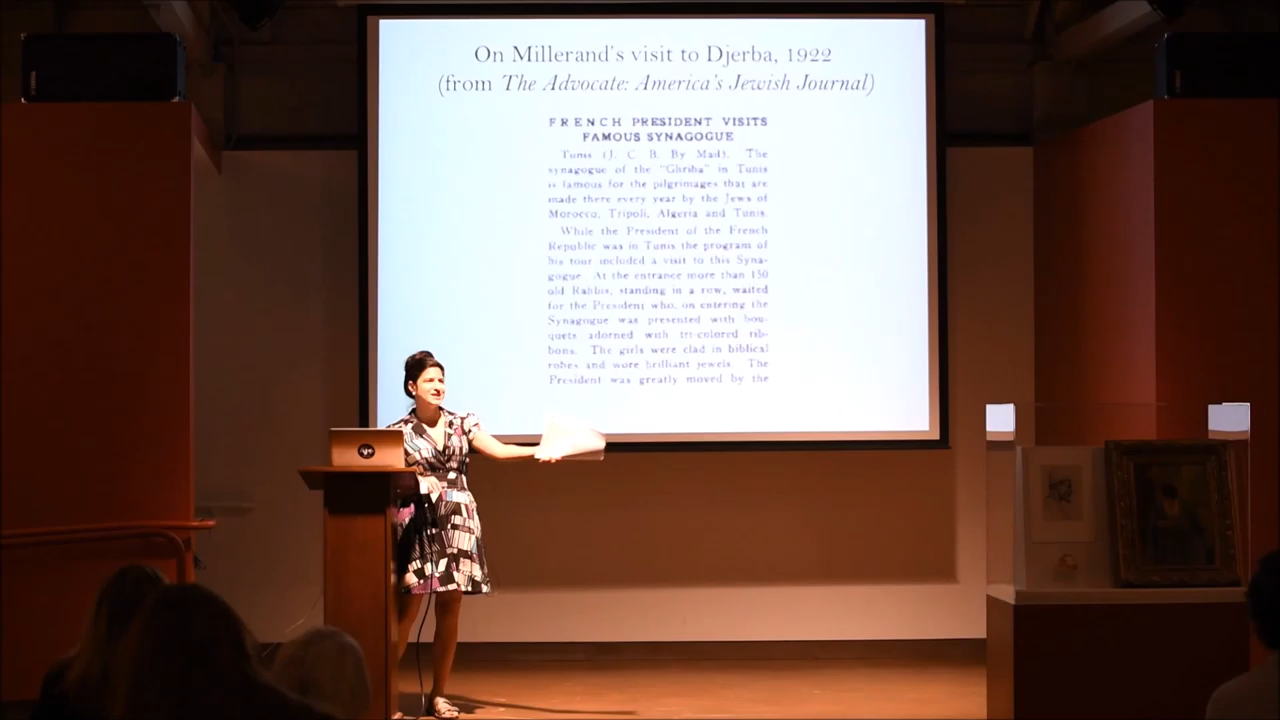 On Millerand's visit to Djerba, 1922
(from The Advocate: America's Jewish Journal)
FRENCH PRESIDENT VISITS
FAMOUS SYNAGOGUE
Tunis (J. C. B. By Mail). The
synagogue of the "Ghriba" in Tunis
is famous for the pilgrimages that are
made there every year by the Jews of
Morocco, Tripoli, Algeria and Tunis.
While the President of the French
Republic was in Tunis the program of
his tour included a visit to this Syna-
gogue. At the entrance more than 150
old Rabbis, standing in a row, waited
for the President who, on entering the
Synagogue was presented with bou-
quets adorned with tri-colored rib-
bons. The girls were clad in biblical
robes and wore brilliant jewels. The
President was greatly moved by the